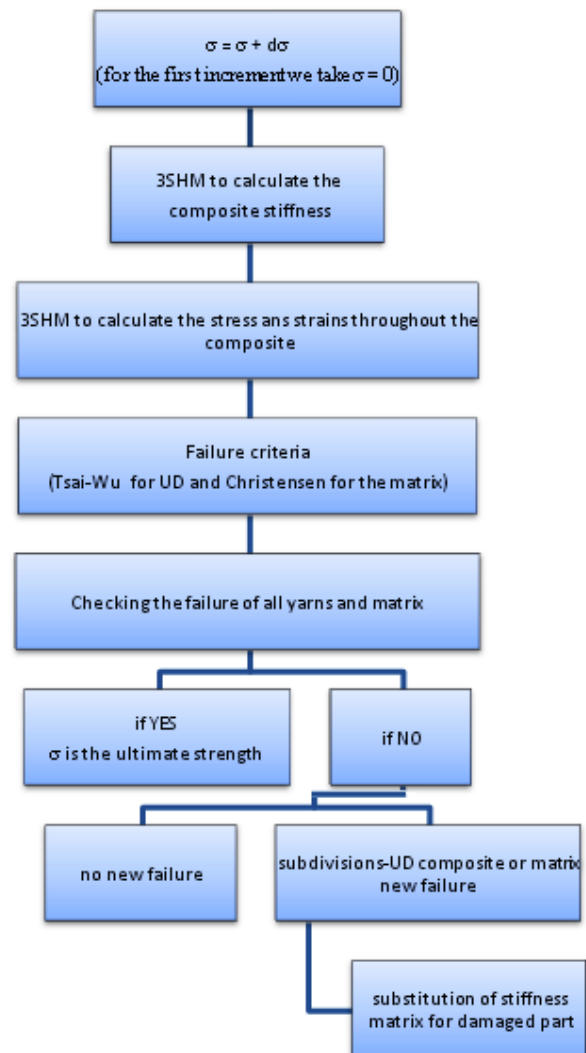 σ = σ + dσ
(for the first increment we take σ = 0)
3SHM to calculate the
composite stiffness
3SHM to calculate the stress ans strains throughout the
composite
Failure criteria
(Tsai-Wu for UD and Christensen for the matrix)
Checking the failure of all yarns and matrix
if YES
σ is the ultimate strength
if NO
no new failure
subdivisions-UD composite or matrix
new failure
substitution of stiffness
matrix for damaged part